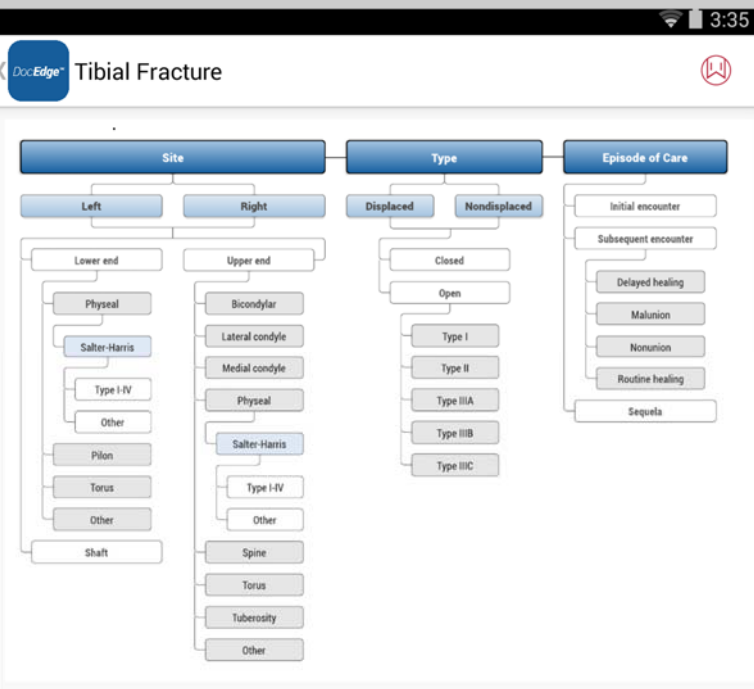 3:35
DocEdge™ Tibial Fracture
Site
Type
Episode of Care
Left
Right
Displaced
Nondisplaced
Initial encounter
Subsequent encounter
Lower end
Upper end
Closed
Open
Delayed healing
Malunion
Nonunion
Routine healing
Sequela
Physeal
Salter-Harris
Type I-IV
Other
Pilon
Torus
Other
Shaft
Bicondylar
Lateral condyle
Medial condyle
Physeal
Salter-Harris
Type I-IV
Other
Spine
Torus
Tuberosity
Other
Type I
Type II
Type IIIA
Type IIIB
Type IIIC